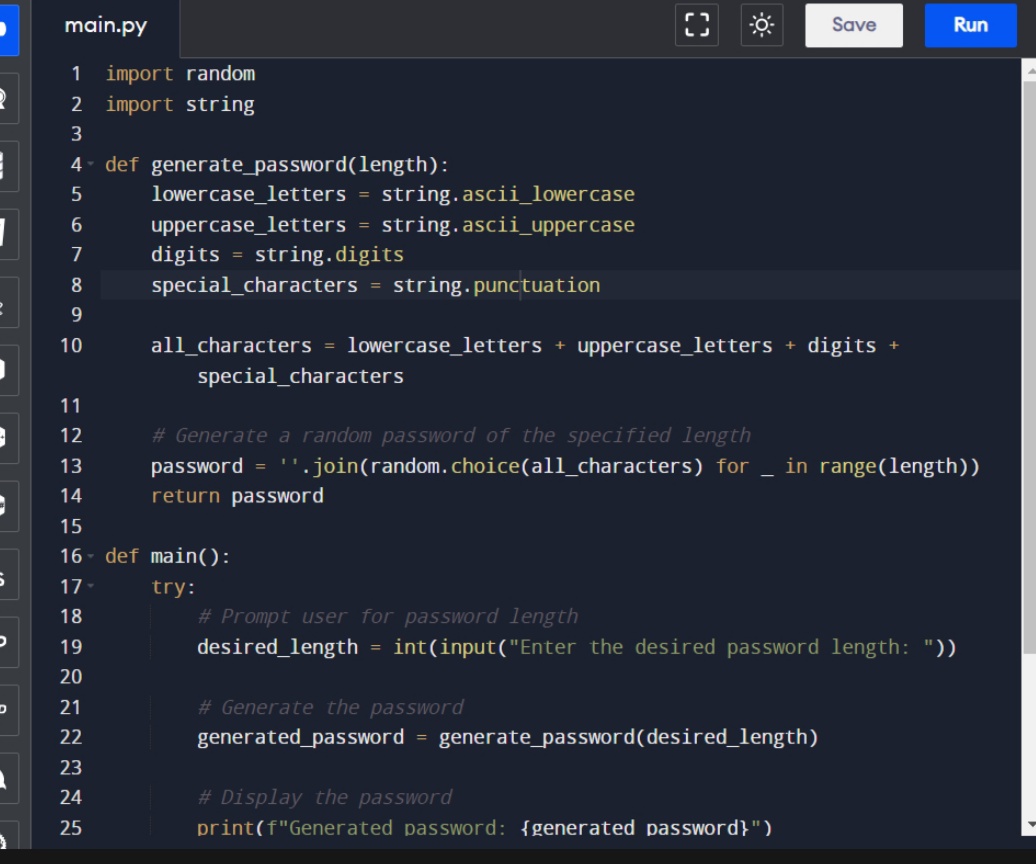 main.py
Save
Run
1 import random
2 import string
3
4 def generate_password(length):
5     lowercase_letters = string.ascii_lowercase
6     uppercase_letters = string.ascii_uppercase
7     digits = string.digits
8     special_characters = string.punctuation
9
10     all_characters = lowercase_letters + uppercase_letters + digits +
        special_characters
11
12     # Generate a random password of the specified length
13     password = ''.join(random.choice(all_characters) for _ in range(length))
14     return password
15
16 def main():
17     try:
18         # Prompt user for password length
19         desired_length = int(input("Enter the desired password length: "))
20
21         # Generate the password
22         generated_password = generate_password(desired_length)
23
24         # Display the password
25         print(f"Generated password: {generated_password}")